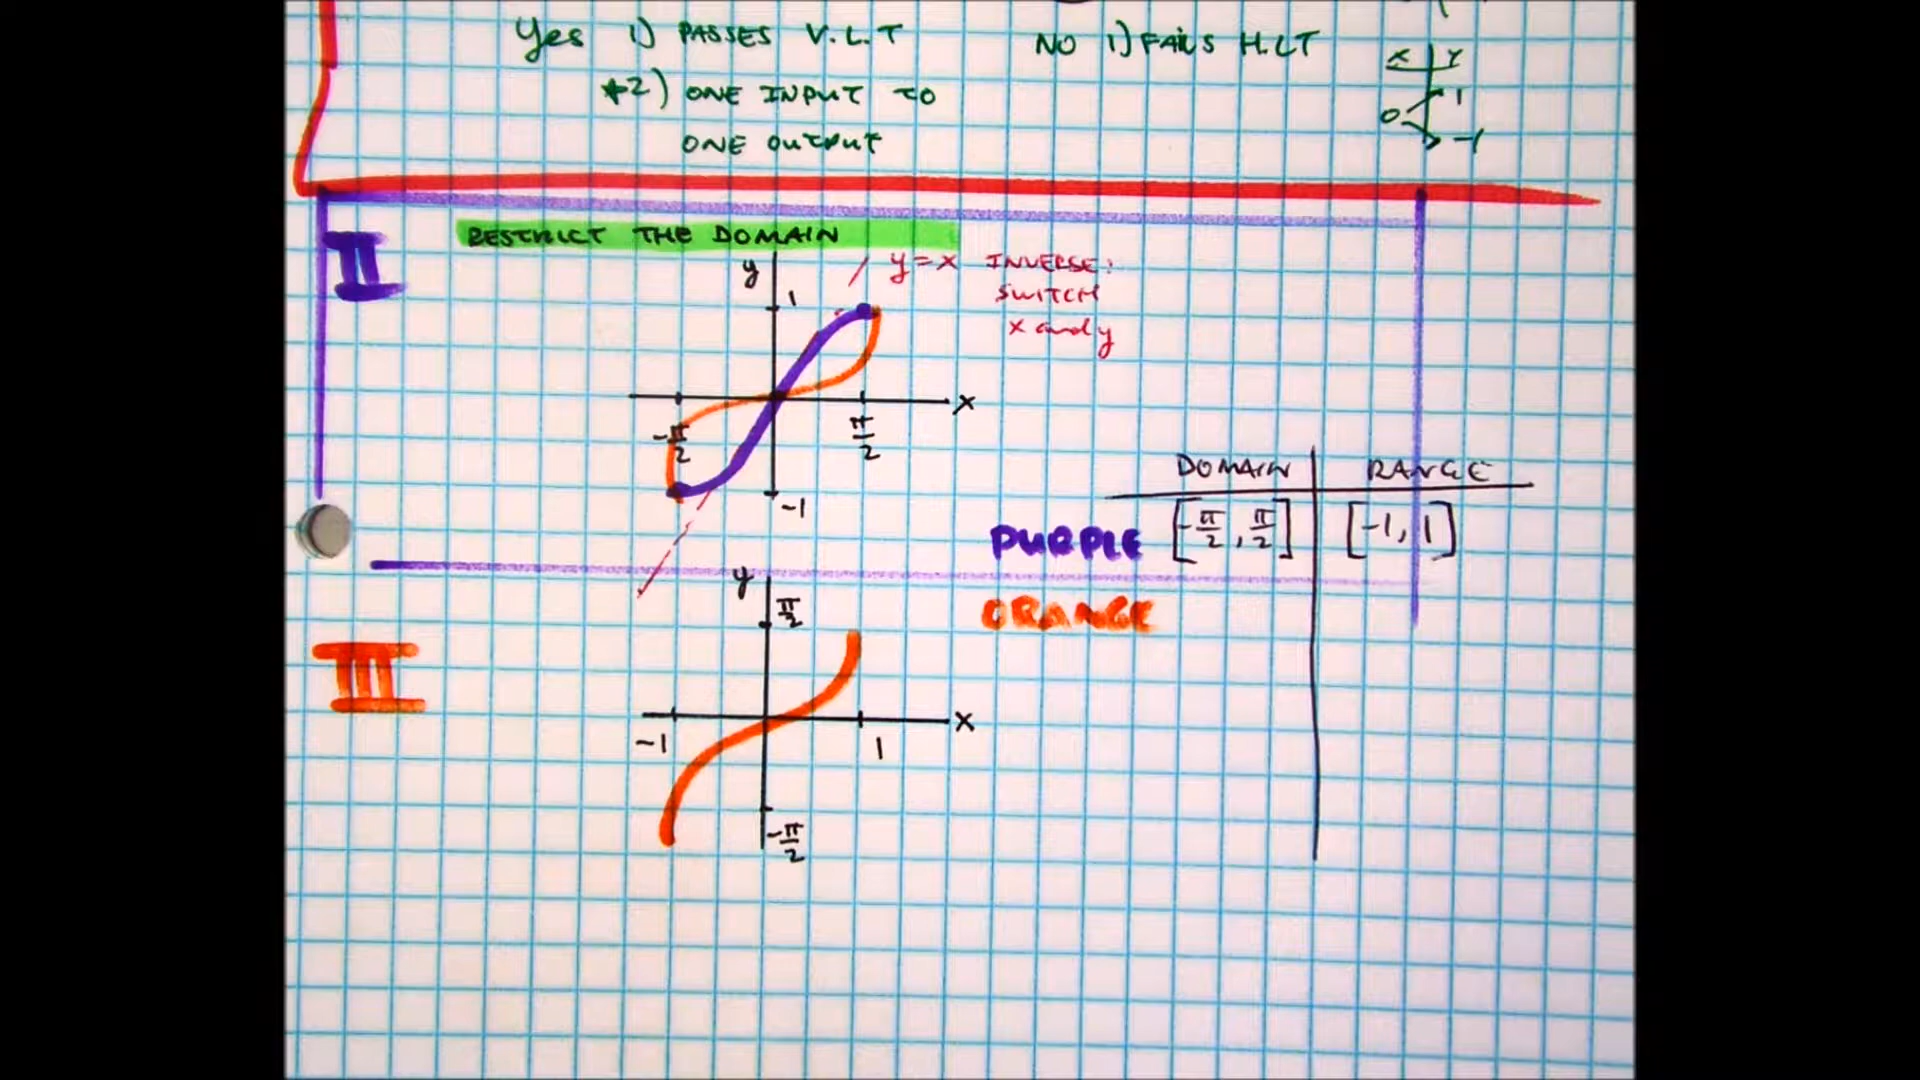 Yes 1) PASSES V.L.T
*2) ONE INPUT TO
ONE OUTPUT
NO 1) FAILS H.LT
X Y
1
0
-1
II
RESTRICT THE DOMAIN
y
1
y=x INVERSE:
SWITCH
x and y
x
-π/2
π/2
-1
DOMAIN RANGE
PURPLE [-π/2, π/2] [-1, 1]
ORANGE
III
y
π/2
x
-1
1
-π/2